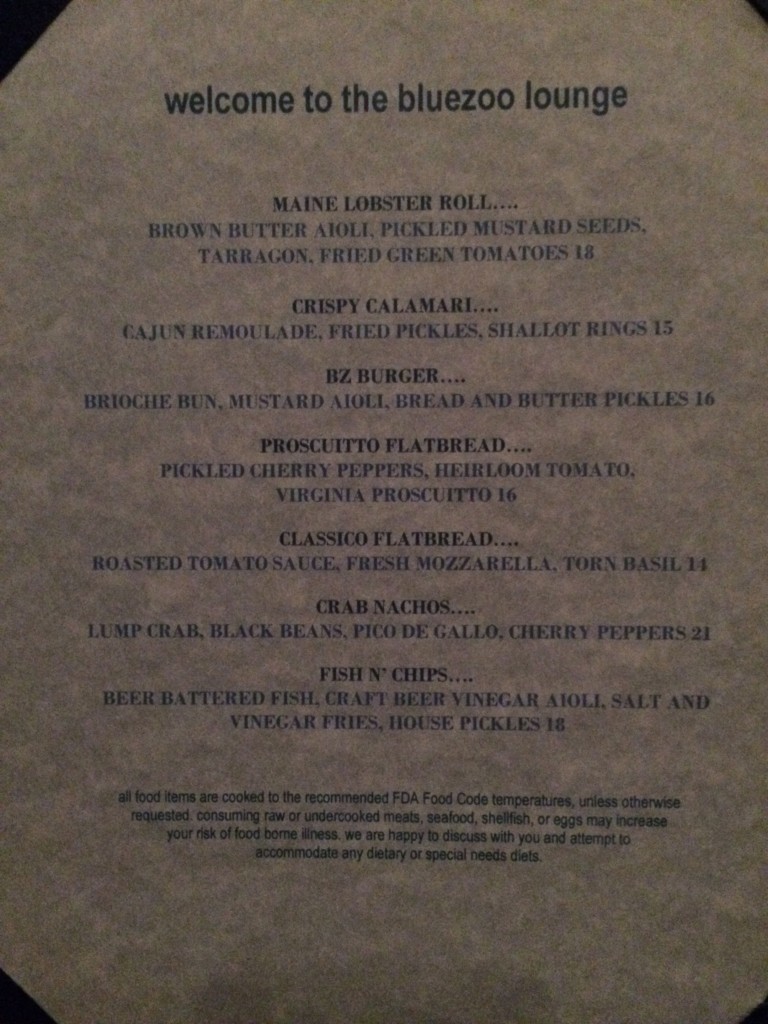 welcome to the bluezoo lounge
MAINE LOBSTER ROLL....
BROWN BUTTER AIOLI, PICKLED MUSTARD SEEDS,
TARRAGON, FRIED GREEN TOMATOES 18
CRISPY CALAMARI....
CAJUN REMOULADE, FRIED PICKLES, SHALLOT RINGS 15
BZ BURGER....
BRIOCHE BUN, MUSTARD AIOLI, BREAD AND BUTTER PICKLES 16
PROSCUITTO FLATBREAD....
PICKLED CHERRY PEPPERS, HEIRLOOM TOMATO,
VIRGINIA PROSCUITTO 16
CLASSICO FLATBREAD....
ROASTED TOMATO SAUCE, FRESH MOZZARELLA, TORN BASIL 14
CRAB NACHOS....
LUMP CRAB, BLACK BEANS, PICO DE GALLO, CHERRY PEPPERS 21
FISH N' CHIPS....
BEER BATTERED FISH, CRAFT BEER VINEGAR AIOLI, SALT AND
VINEGAR FRIES, HOUSE PICKLES 18
all food items are cooked to the recommended FDA Food Code temperatures, unless otherwise
requested. consuming raw or undercooked meats, seafood, shellfish, or eggs may increase
your risk of food borne illness. we are happy to discuss with you and attempt to
accommodate any dietary or special needs diets.